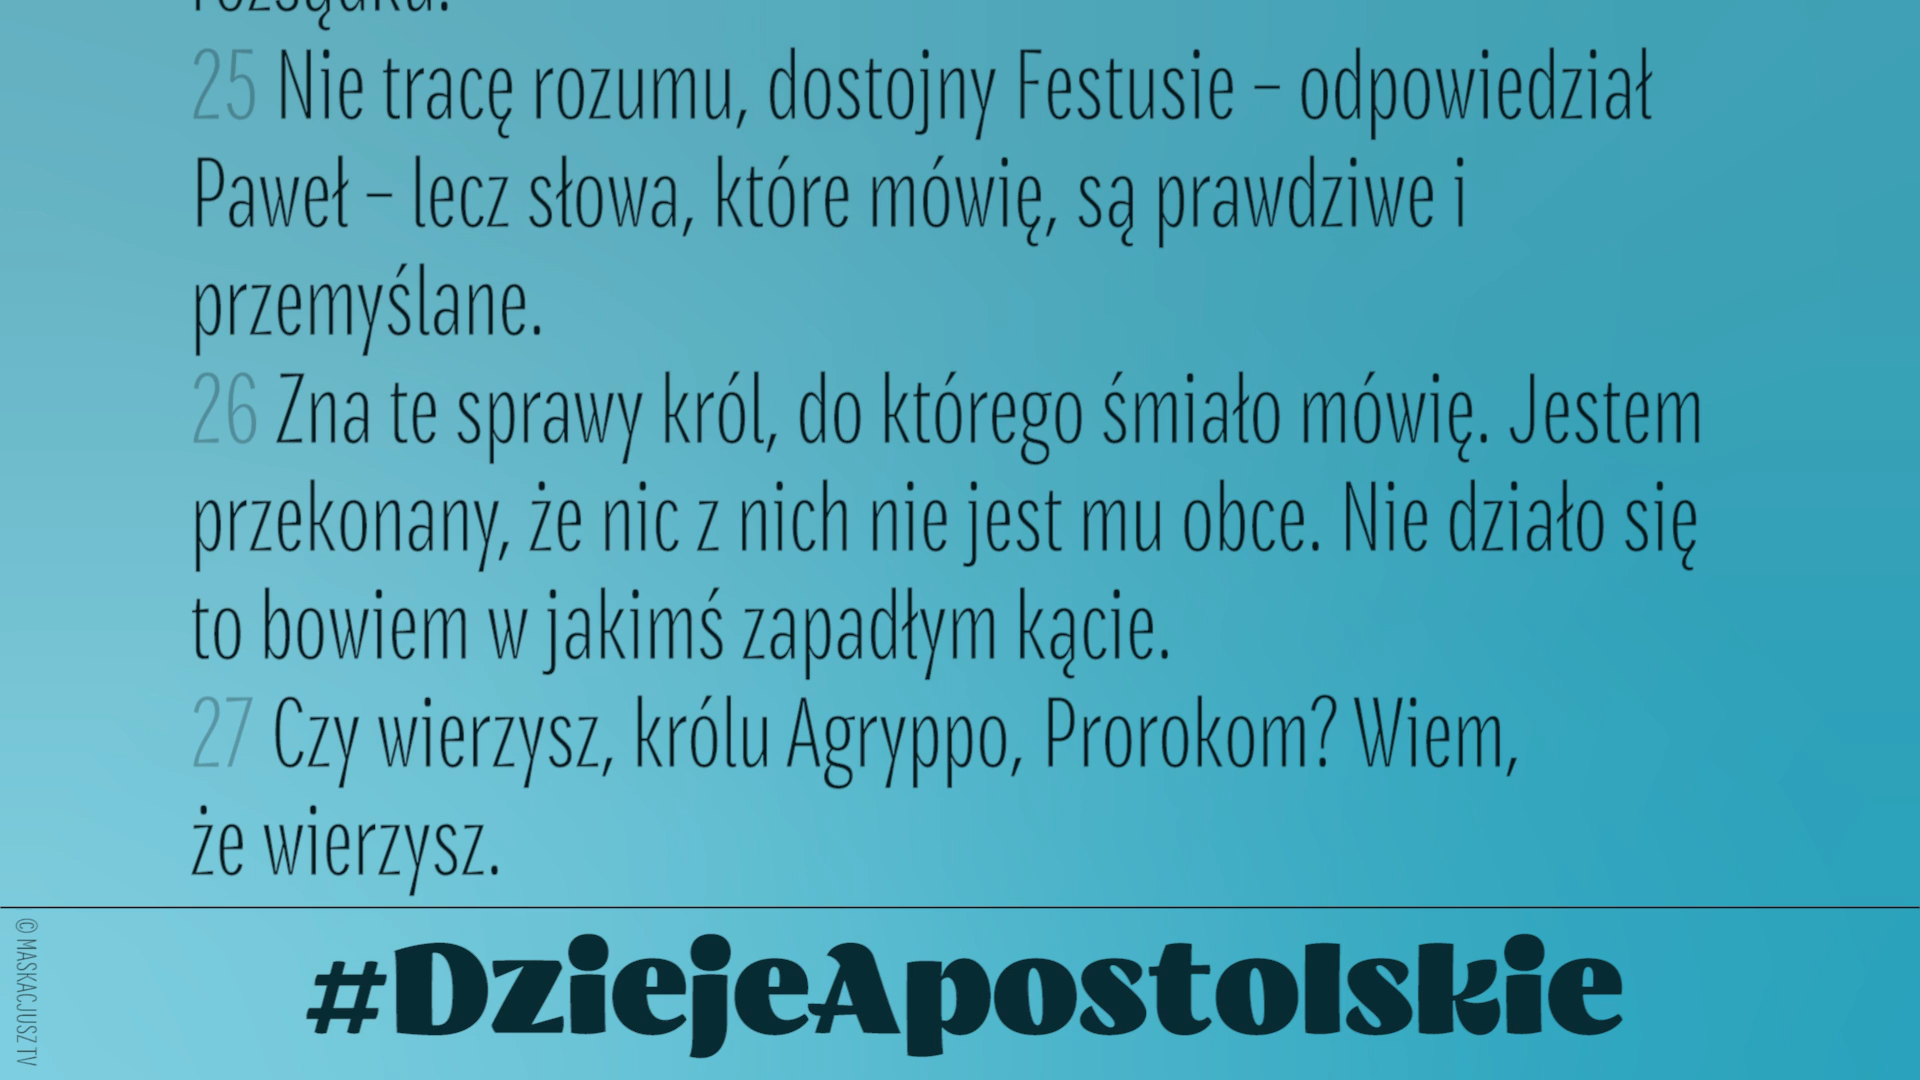 25 Nie tracę rozumu, dostojny Festusie – odpowiedział
Paweł – lecz słowa, które mówię, są prawdziwe i
przemyślane.
26 Zna te sprawy król, do którego śmiało mówię. Jestem
przekonany, że nic z nich nie jest mu obce. Nie działo się
to bowiem w jakimś zapadłym kącie.
27 Czy wierzysz, królu Agryppo, Prorokom? Wiem,
że wierzysz.
#DziejeApostolskie
© MASKACJUSZ TV